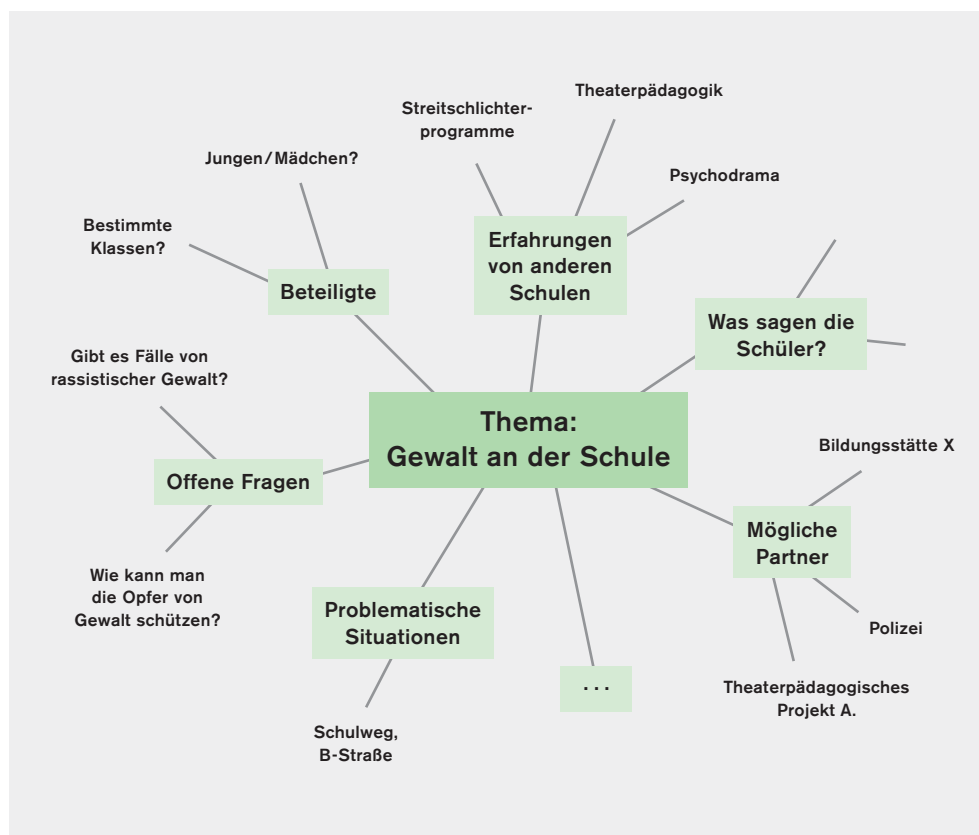 Theaterpädagogik
Streitschlichter-
programme
Jungen/Mädchen?
Psychodrama
Bestimmte
Klassen?
Erfahrungen
von anderen
Schulen
Beteiligte
Was sagen die
Schüler?
Gibt es Fälle von
rassistischer Gewalt?
Thema:
Gewalt an der Schule
Bildungsstätte X
Offene Fragen
Mögliche
Partner
Wie kann man
die Opfer von
Gewalt schützen?
Problematische
Situationen
Polizei
...
Theaterpädagogisches
Projekt A.
Schulweg,
B-Straße